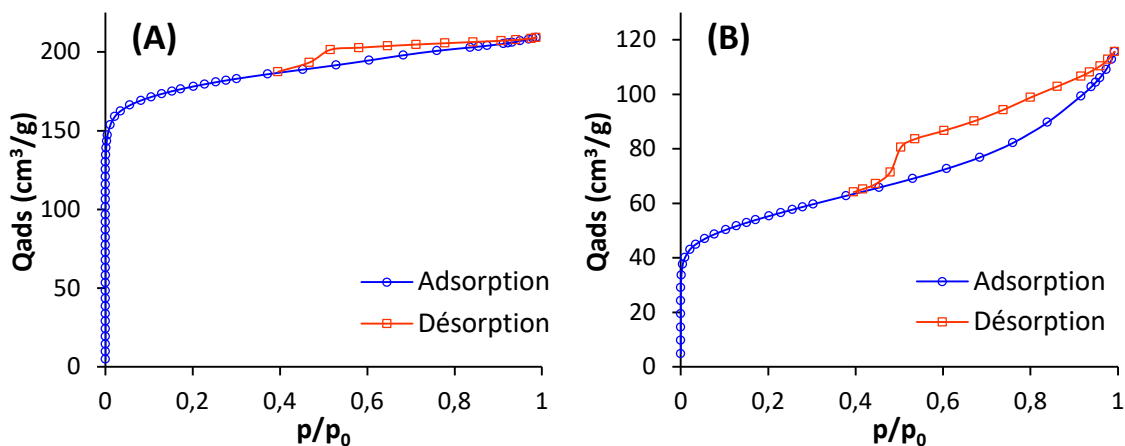 (A)
Qads (cm³/g)
200
150
100
50
0
Adsorption
Désorption
0 0,2 0,4 0,6 0,8 1
p/p₀
(B)
Qads (cm³/g)
120
100
80
60
40
20
0
Adsorption
Désorption
0 0,2 0,4 0,6 0,8 1
p/p₀